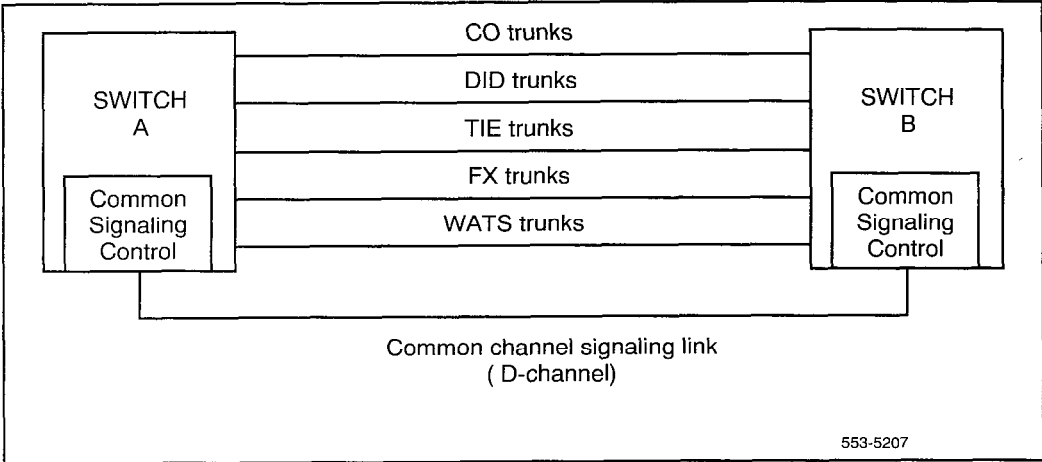 CO trunks
DID trunks
TIE trunks
FX trunks
WATS trunks
SWITCH
A
Common
Signaling
Control
SWITCH
B
Common
Signaling
Control
Common channel signaling link
( D-channel)
553-5207